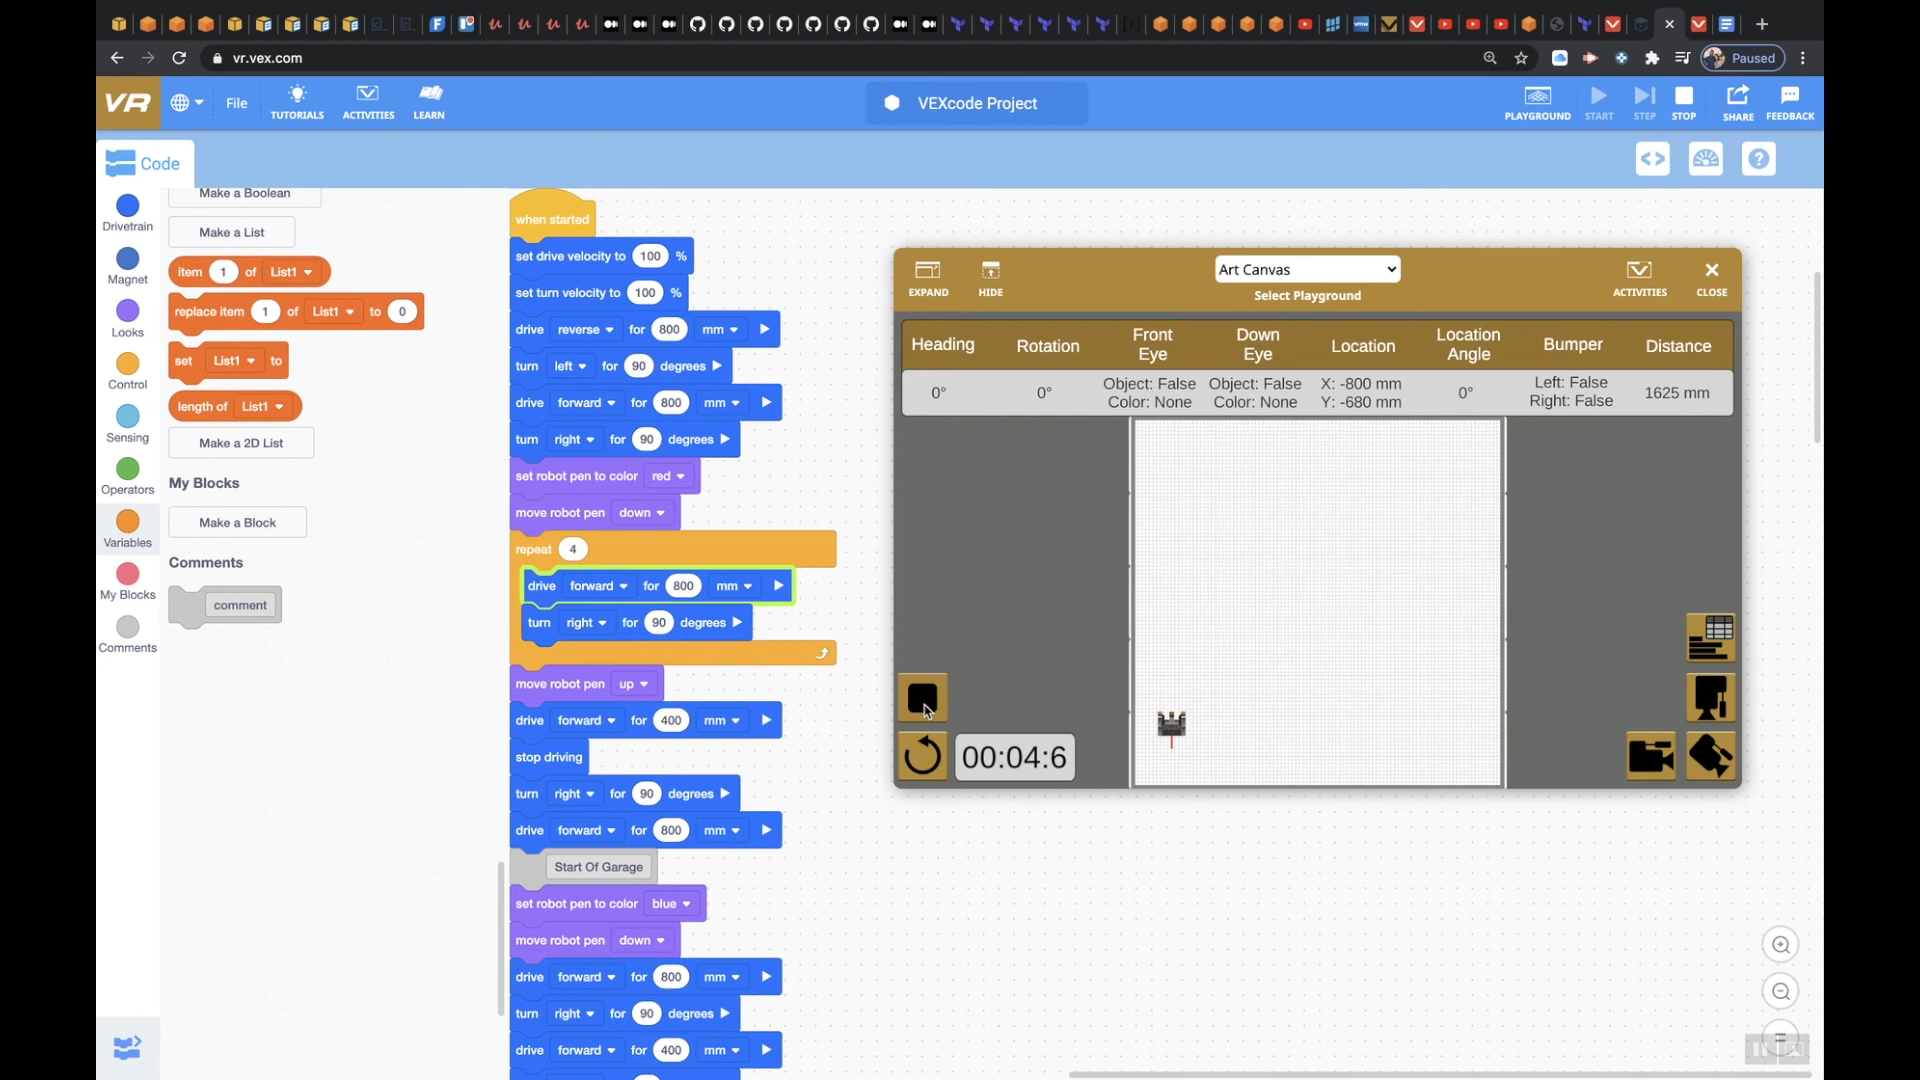 vr.vex.com
Paused
VR
File
TUTORIALS
ACTIVITIES
LEARN
VEXcode Project
PLAYGROUND
START
STEP
STOP
SHARE
FEEDBACK
Code
Drivetrain
Magnet
Looks
Control
Sensing
Operators
Variables
My Blocks
Comments
Make a Boolean
Make a List
item 1 of List1
replace item 1 of List1 to 0
set List1 to
length of List1
Make a 2D List
My Blocks
Make a Block
Comments
comment
when started
set drive velocity to 100 %
set turn velocity to 100 %
drive reverse for 800 mm
turn left for 90 degrees
drive forward for 800 mm
turn right for 90 degrees
set robot pen to color red
move robot pen down
repeat 4
drive forward for 800 mm
turn right for 90 degrees
move robot pen up
drive forward for 400 mm
stop driving
turn right for 90 degrees
drive forward for 800 mm
Start Of Garage
set robot pen to color blue
move robot pen down
drive forward for 800 mm
turn right for 90 degrees
drive forward for 400 mm
EXPAND
HIDE
Art Canvas
Select Playground
ACTIVITIES
CLOSE
Heading Rotation Front Eye Down Eye Location Location Angle Bumper Distance
0° 0° Object: False Object: False X: -800 mm 0° Left: False 1625 mm
Color: None Color: None Y: -680 mm Right: False
00:04:6